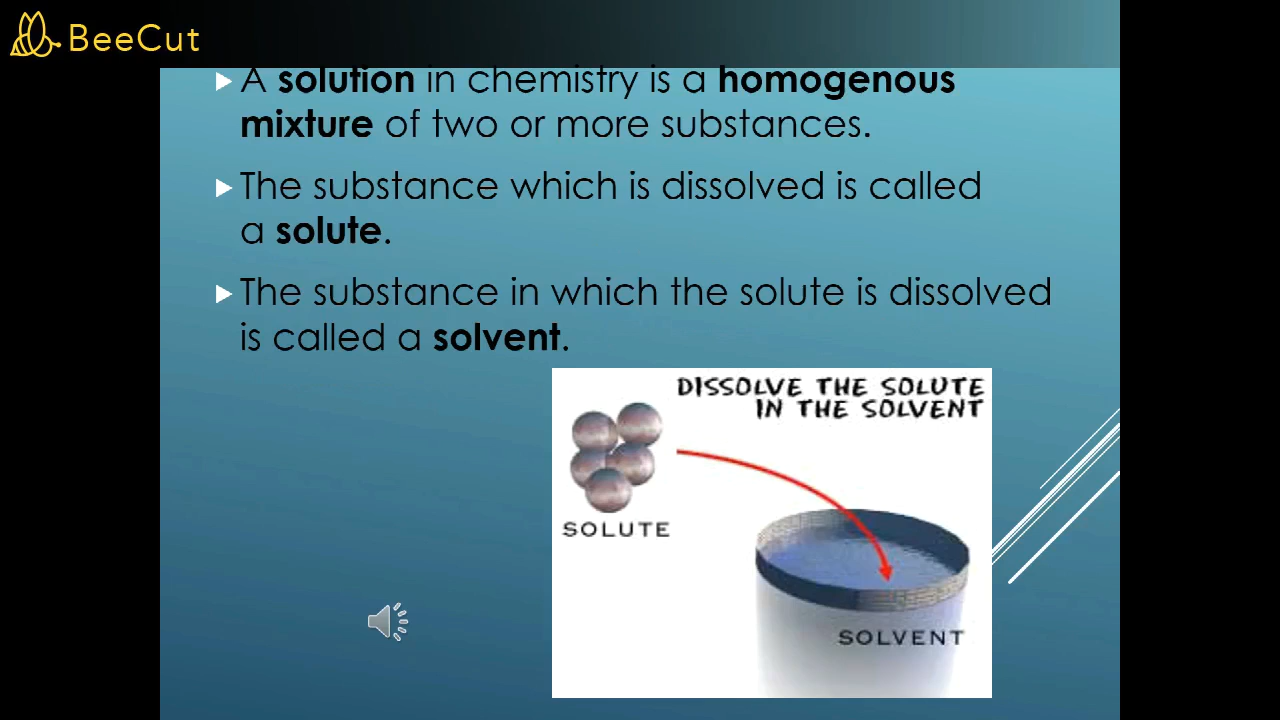 BeeCut
A solution in chemistry is a homogenous
mixture of two or more substances.
The substance which is dissolved is called
a solute.
The substance in which the solute is dissolved
is called a solvent.
DISSOLVE THE SOLUTE
IN THE SOLVENT
SOLUTE
SOLVENT